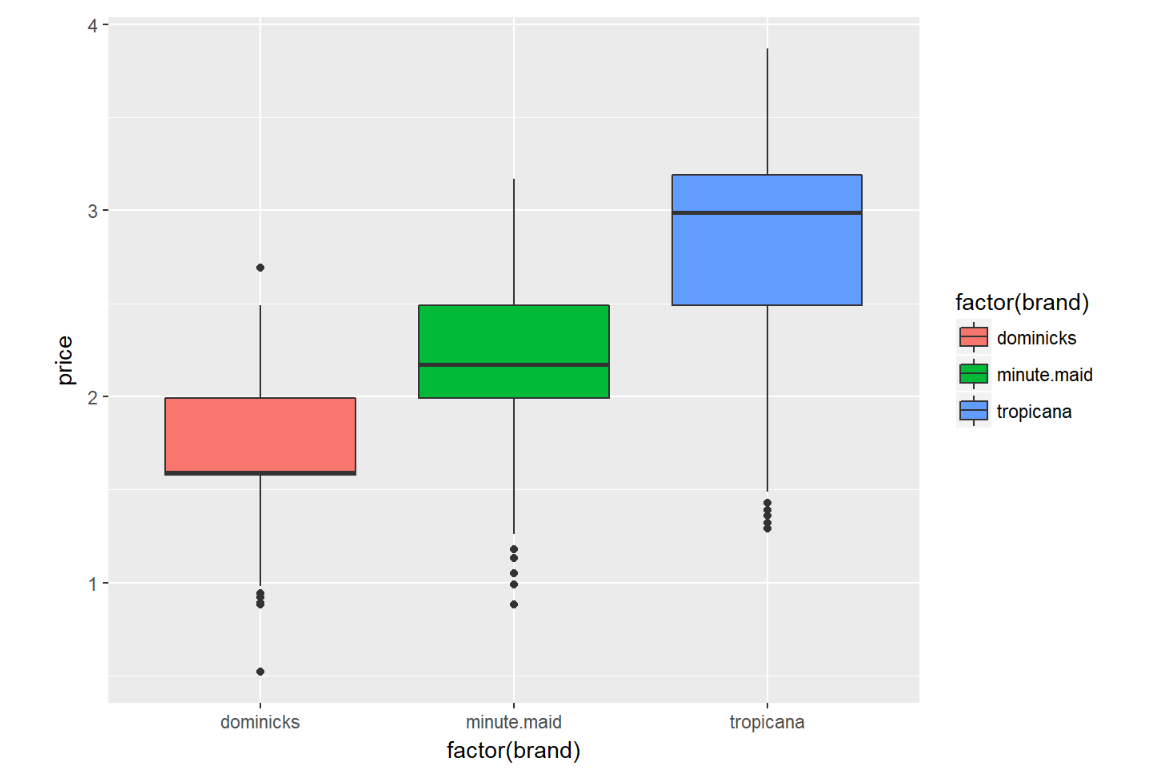 4
3
2
1
price
dominicks
minute.maid
tropicana
factor(brand)
factor(brand)
dominicks
minute.maid
tropicana